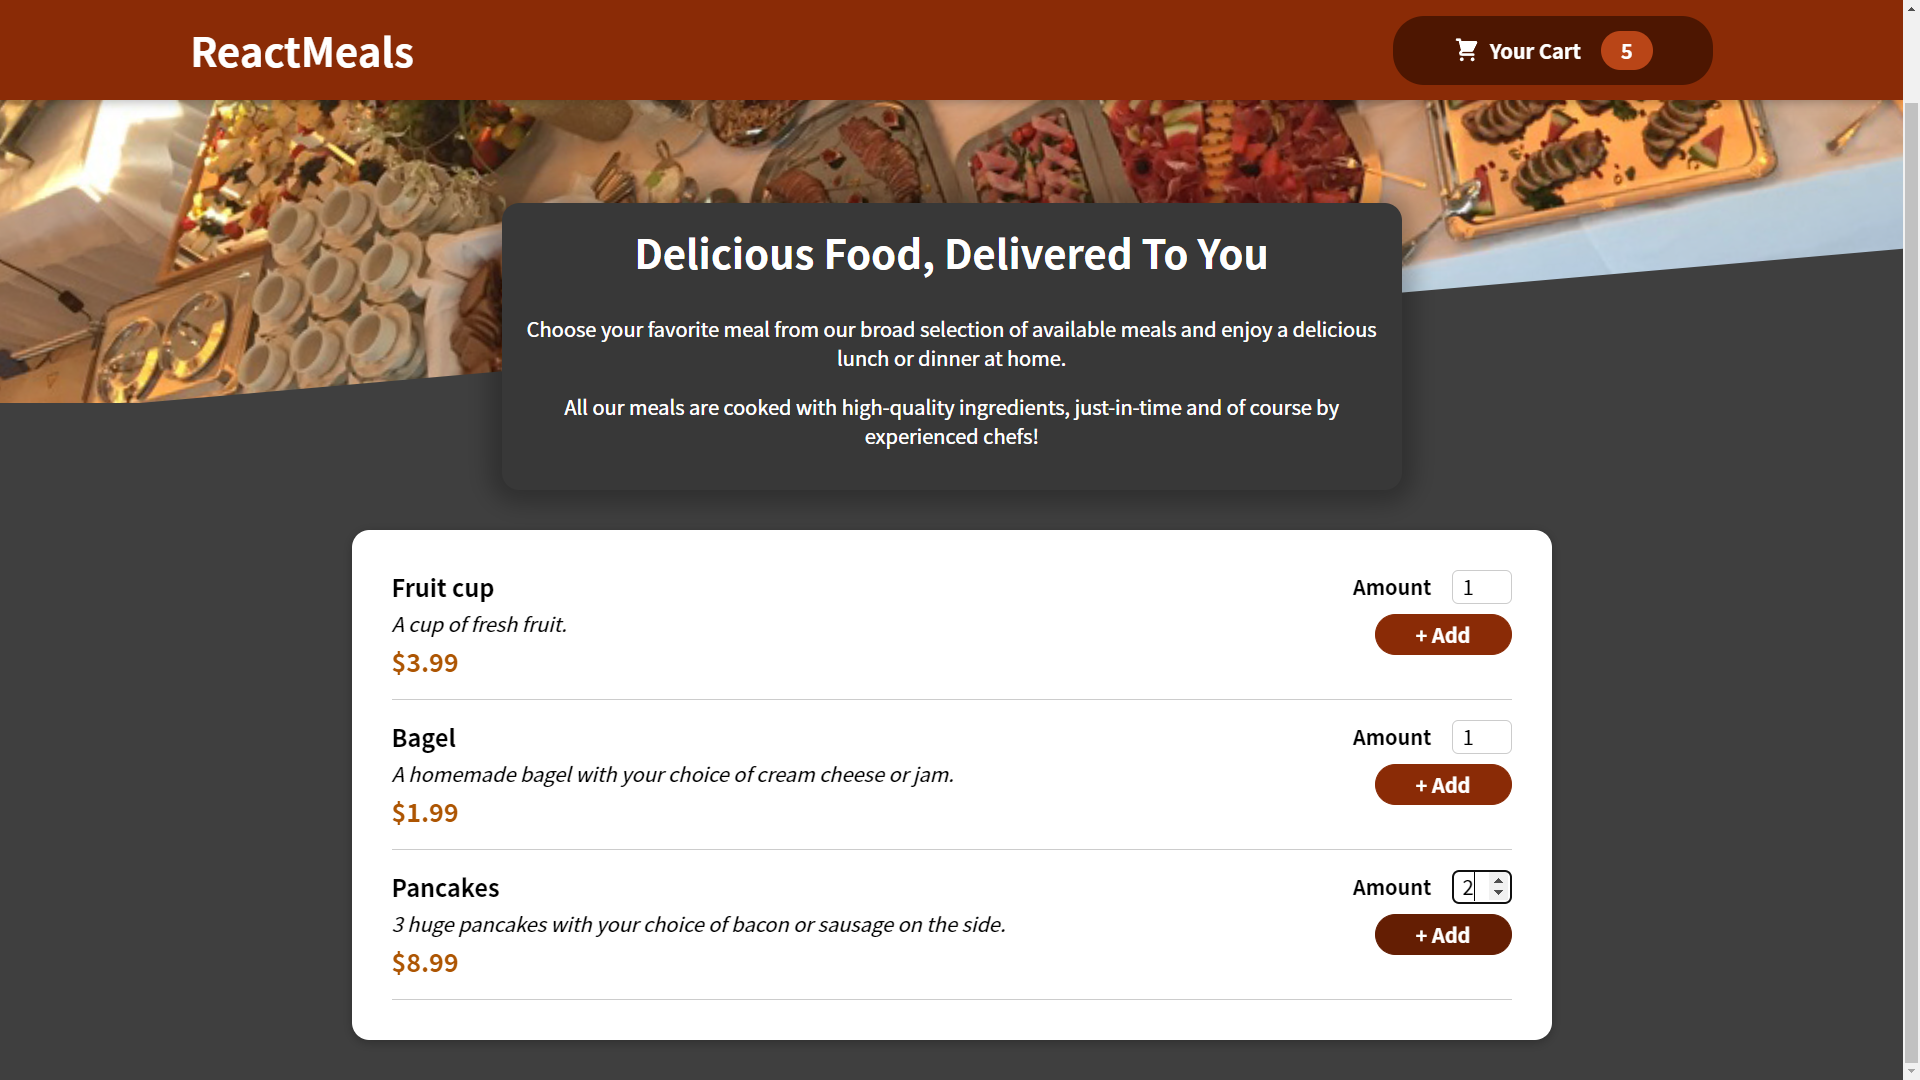 ReactMeals
Your Cart 5
Delicious Food, Delivered To You
Choose your favorite meal from our broad selection of available meals and enjoy a delicious
lunch or dinner at home.
All our meals are cooked with high-quality ingredients, just-in-time and of course by
experienced chefs!
Fruit cup
A cup of fresh fruit.
$3.99
Amount 1
+ Add
Bagel
A homemade bagel with your choice of cream cheese or jam.
$1.99
Amount 1
+ Add
Pancakes
3 huge pancakes with your choice of bacon or sausage on the side.
$8.99
Amount 2
+ Add